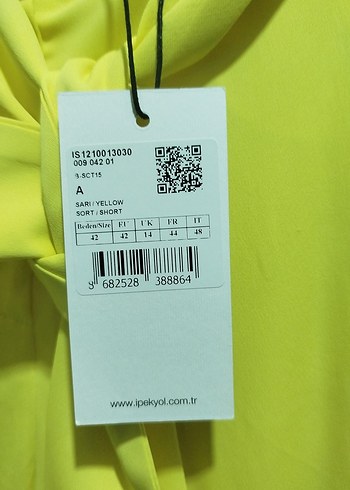 IS1210013030
009 042 01
8-SCT15
A
SARI / YELLOW
SORT / SHORT
Beden/Size EU UK FR IT
42 42 14 44 48
8 682528 388864
www.ipekyol.com.tr